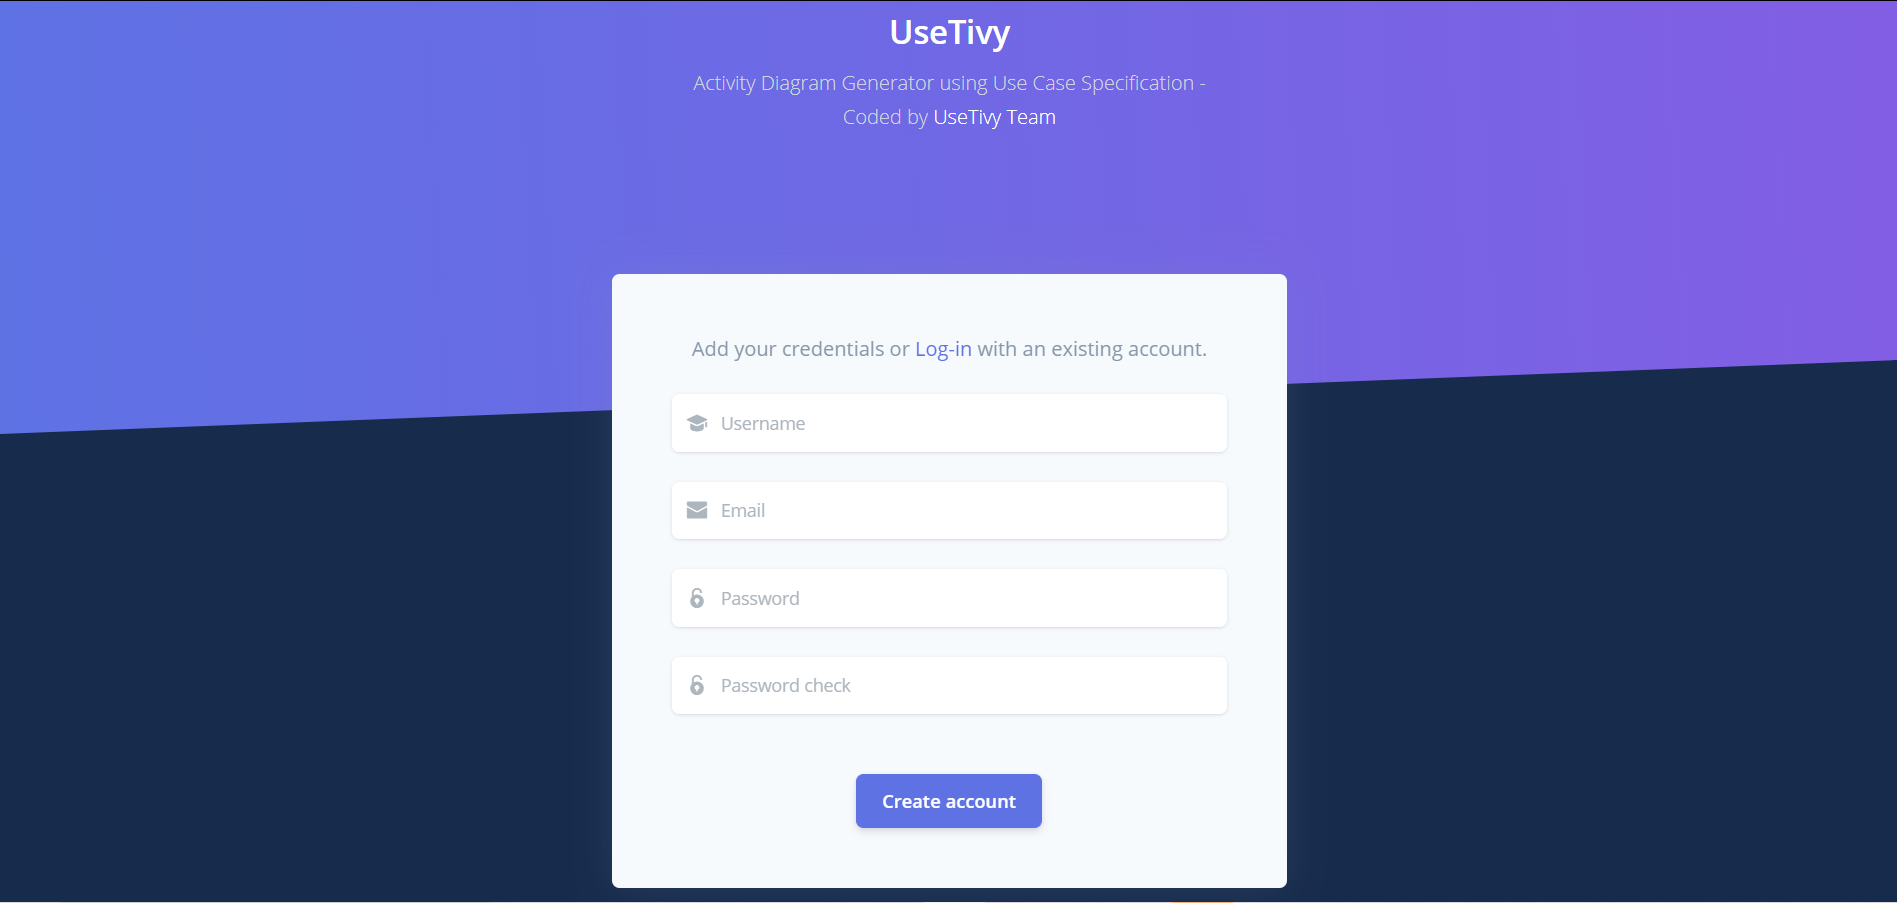 UseTivy
Activity Diagram Generator using Use Case Specification -
Coded by UseTivy Team
Add your credentials or Log-in with an existing account.
Username
Email
Password
Password check
Create account